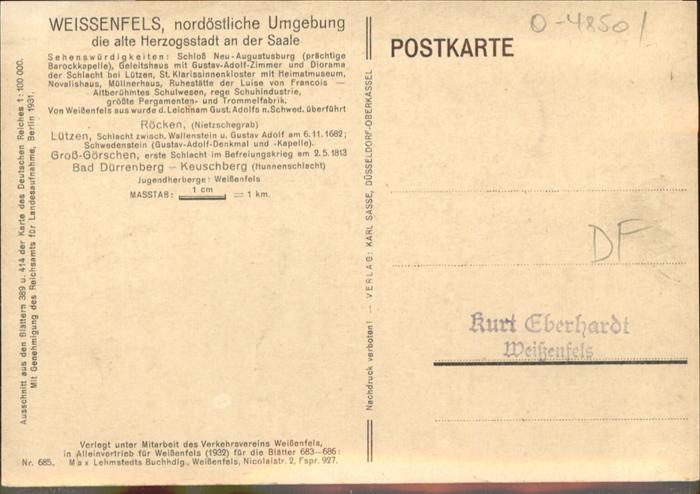 WEISSENFELS, nordöstliche Umgebung
die alte Herzogsstadt an der Saale
Sehenswürdigkeiten: Schloß Neu-Augustusburg (prächtige
Barockkapelle), Geleitshaus mit Gustav-Adolf-Zimmer und Diorama
der Schlacht bei Lützen, St. Klarissinnenkloster mit Heimatmuseum,
Novalishaus, Müllnerhaus, Ruhestätte der Luise von Francois —
Altberühmtes Schulwesen, rege Schuhindustrie,
größte Pergamenten- und Trommelfabrik.
Von Weißenfels aus wurde d. Leichnam Gust. Adolfs n. Schwed. überführt
Röcken, (Nietzschegrab)
Lützen, Schlacht zwisch. Wallenstein u. Gustav Adolf am 6.11.1682;
Schwedenstein (Gustav-Adolf-Denkmal und -Kapelle).
Groß-Görschen, erste Schlacht im Befreiungskrieg am 2.5.1813
Bad Dürrenberg — Keuschberg (Hunnenschlacht)
Jugendherberge: Weißenfels
MASSTAB: 1 cm = 1 km.
Ausschnitt aus den Blättern 389 u. 414 der Karte des Deutschen Reiches 1:100 000.
Mit Genehmigung des Reichsamts für Landesaufnahme, Berlin 1931.
Verlegt unter Mitarbeit des Verkehrsvereins Weißenfels,
in Alleinvertrieb für Weißenfels (1932) für die Blätter 683—686:
Nr. 685. Max Lehmstedts Buchhdlg., Weißenfels, Nicolaistr. 2, Fspr. 927.
Nachdruck verboten! — VERLAG: KARL SASSE, DÜSSELDORF-OBERKASSEL
O-4850/
POSTKARTE
DF
Kurt Eberhardt
Weißenfels